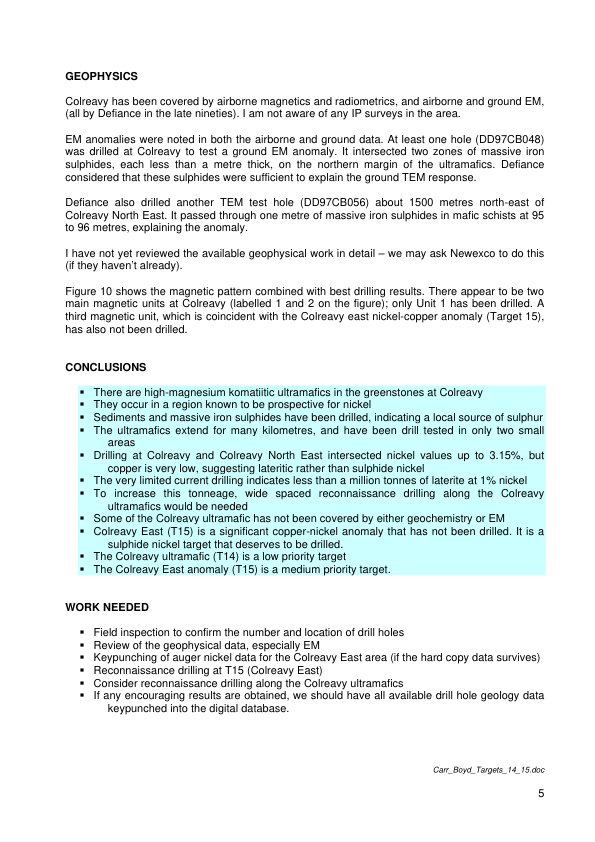 GEOPHYSICS
Colreavy has been covered by airborne magnetics and radiometrics, and airborne and ground EM,
(all by Defiance in the late nineties). I am not aware of any IP surveys in the area.
EM anomalies were noted in both the airborne and ground data. At least one hole (DD97CB048)
was drilled at Colreavy to test a ground EM anomaly. It intersected two zones of massive iron
sulphides, each less than a metre thick, on the northern margin of the ultramafics. Defiance
considered that these sulphides were sufficient to explain the ground TEM response.
Defiance also drilled another TEM test hole (DD97CB056) about 1500 metres north-east of
Colreavy North East. It passed through one metre of massive iron sulphides in mafic schists at 95
to 96 metres, explaining the anomaly.
I have not yet reviewed the available geophysical work in detail – we may ask Newexco to do this
(if they haven't already).
Figure 10 shows the magnetic pattern combined with best drilling results. There appear to be two
main magnetic units at Colreavy (labelled 1 and 2 on the figure); only Unit 1 has been drilled. A
third magnetic unit, which is coincident with the Colreavy east nickel-copper anomaly (Target 15),
has also not been drilled.
CONCLUSIONS
▪ There are high-magnesium komatiitic ultramafics in the greenstones at Colreavy
▪ They occur in a region known to be prospective for nickel
▪ Sediments and massive iron sulphides have been drilled, indicating a local source of sulphur
▪ The ultramafics extend for many kilometres, and have been drill tested in only two small
areas
▪ Drilling at Colreavy and Colreavy North East intersected nickel values up to 3.15%, but
copper is very low, suggesting lateritic rather than sulphide nickel
▪ The very limited current drilling indicates less than a million tonnes of laterite at 1% nickel
▪ To increase this tonneage, wide spaced reconnaissance drilling along the Colreavy
ultramafics would be needed
▪ Some of the Colreavy ultramafic has not been covered by either geochemistry or EM
▪ Colreavy East (T15) is a significant copper-nickel anomaly that has not been drilled. It is a
sulphide nickel target that deserves to be drilled.
▪ The Colreavy ultramafic (T14) is a low priority target
▪ The Colreavy East anomaly (T15) is a medium priority target.
WORK NEEDED
▪ Field inspection to confirm the number and location of drill holes
▪ Review of the geophysical data, especially EM
▪ Keypunching of auger nickel data for the Colreavy East area (if the hard copy data survives)
▪ Reconnaissance drilling at T15 (Colreavy East)
▪ Consider reconnaissance drilling along the Colreavy ultramafics
▪ If any encouraging results are obtained, we should have all available drill hole geology data
keypunched into the digital database.
Carr_Boyd_Targets_14_15.doc
5